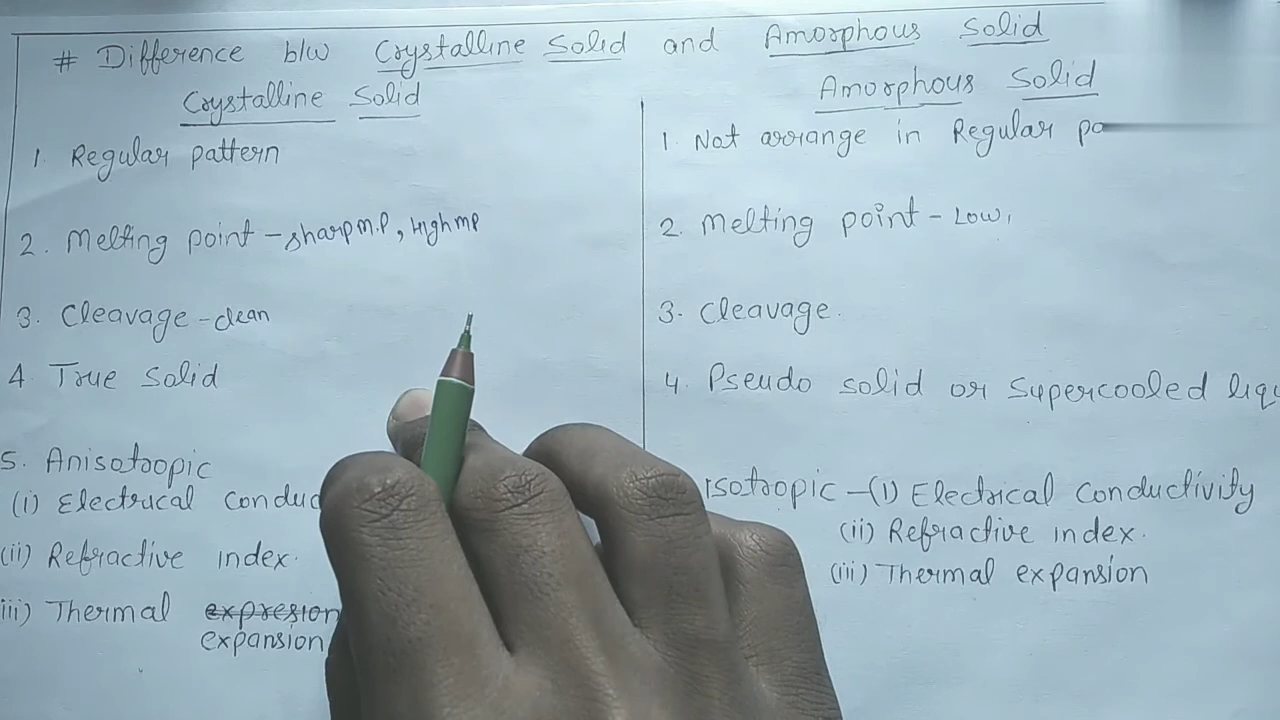 # Difference b/w Crystalline Solid and Amorphous Solid
Crystalline Solid
1. Regular pattern
2. Melting point - sharp M.P, High mp
3. Cleavage - clean
4. True Solid
5. Anisotropic
(i) Electrical
(ii) Refractive index.
iii) Thermal expresion
expansion
Amorphous Solid
1. Not arrange in Regular
2. Melting point - Low,
3. Cleavage.
4. Pseudo solid or Supercooled
Isotropic - (i) Electrical Conductivity
(ii) Refractive index.
(iii) Thermal expansion